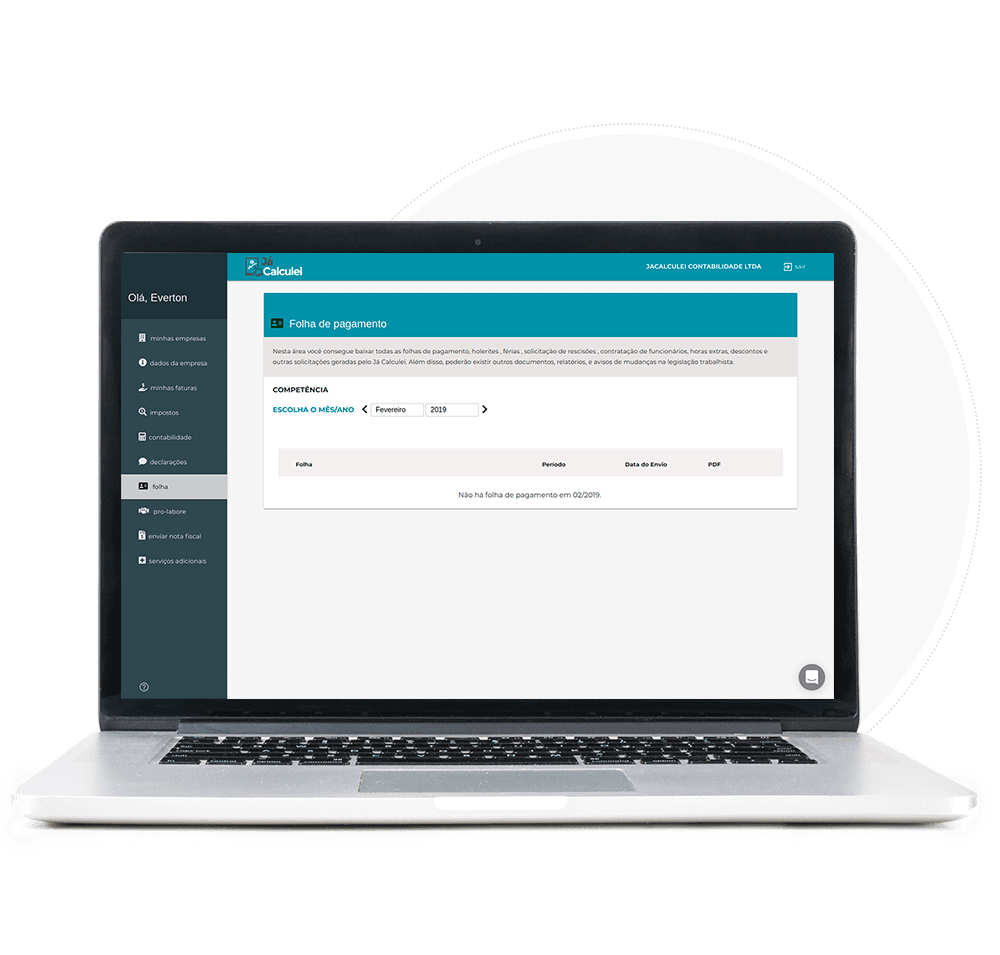 Já
Calculei
JACALCULEI CONTABILIDADE LTDA
sair
Olá, Everton
minhas empresas
dados da empresa
minhas faturas
impostos
contabilidade
declarações
folha
pro-labore
enviar nota fiscal
serviços adicionais
Folha de pagamento
Nesta área você consegue baixar todas as folhas de pagamento, holerites , férias , solicitação de rescisões , contratação de funcionários, horas extras, descontos e
outras solicitações geradas pelo Já Calculei. Além disso, poderão existir outros documentos, relatórios, e avisos de mudanças na legislação trabalhista.
COMPETÊNCIA
ESCOLHA O MÊS/ANO Fevereiro 2019
Folha Período Data do Envio PDF
Não há folha de pagamento em 02/2019.